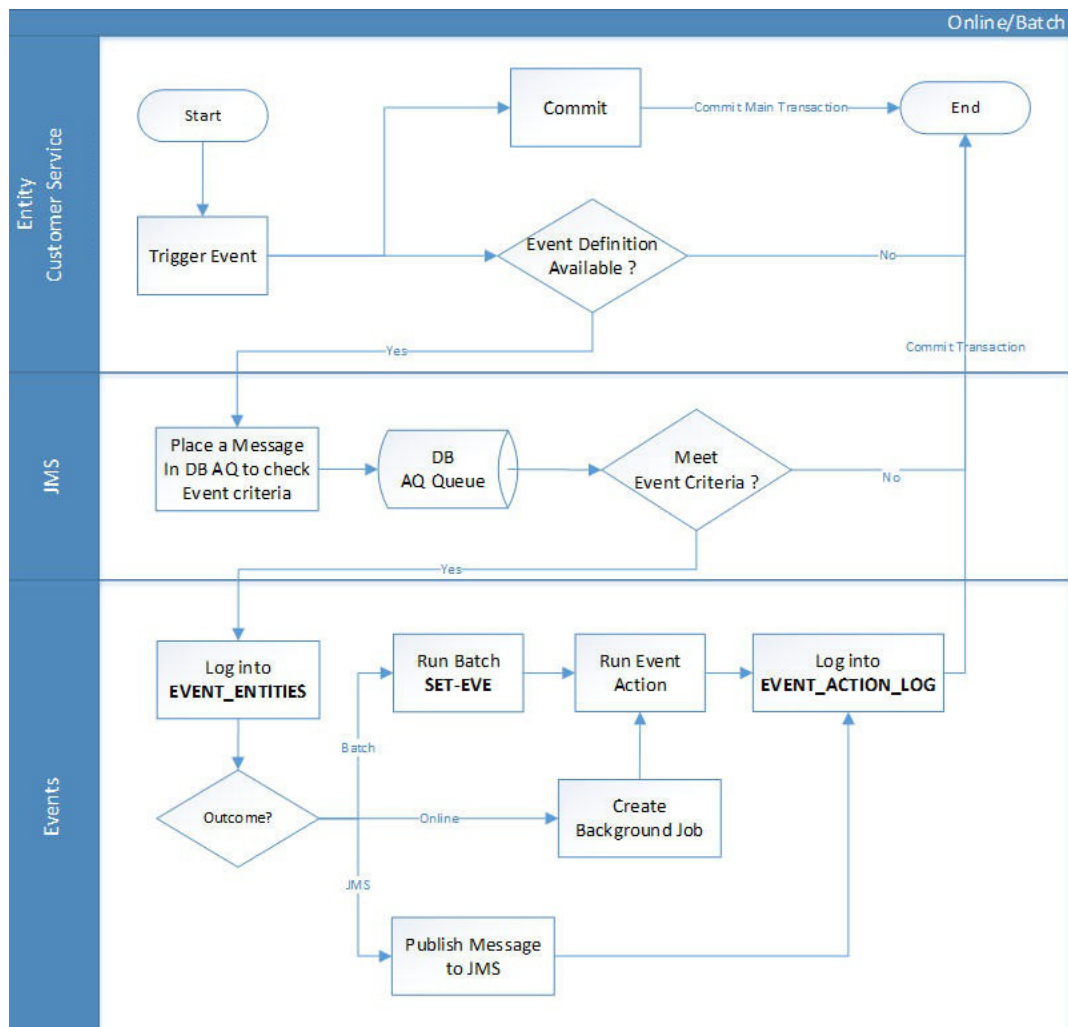 Online/Batch
Entity
Customer Service
Start
Commit
Commit Main Transaction
End
Trigger Event
Event Definition
Available ?
No
Yes
Commit Transaction
JMS
Place a Message
In DB AQ to check
Event criteria
DB
AQ Queue
Meet
Event Criteria ?
No
Yes
Events
Log into
EVENT_ENTITIES
Run Batch
SET-EVE
Run Event
Action
Log into
EVENT_ACTION_LOG
Batch
Outcome?
Online
Create
Background Job
JMS
Publish Message
to JMS